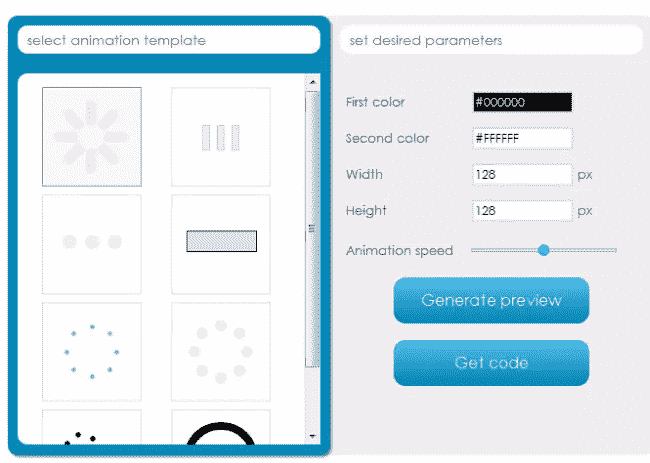 select animation template
set desired parameters
First color #000000
Second color #FFFFFF
Width 128 px
Height 128 px
Animation speed
Generate preview
Get code